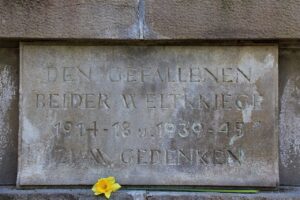 DEN GEFALLENEN
BEIDER WELTKRIEGE
1914-18 u. 1939-45
ZUM GEDENKEN